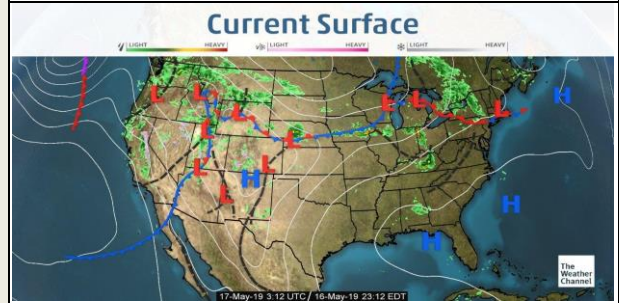 Current Surface
LIGHT HEAVY LIGHT HEAVY LIGHT HEAVY
L L L H
L L L
L L
L L
H
L H
H
The
Weather
Channel
17-May-19 3:12 UTC / 16-May-19 23:12 EDT